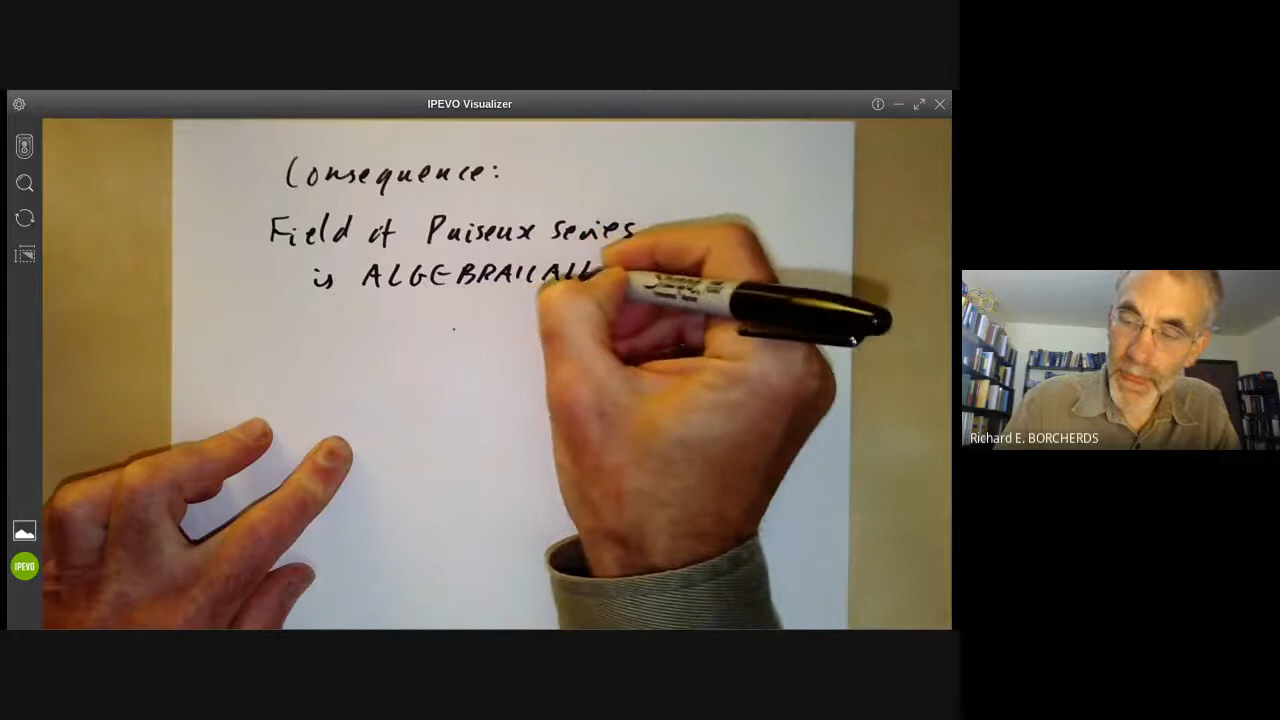 IPEVO Visualizer
Consequence:
Field of Puiseux series
is ALGEBRAICALL
Richard E. BORCHERDS
IPEVO